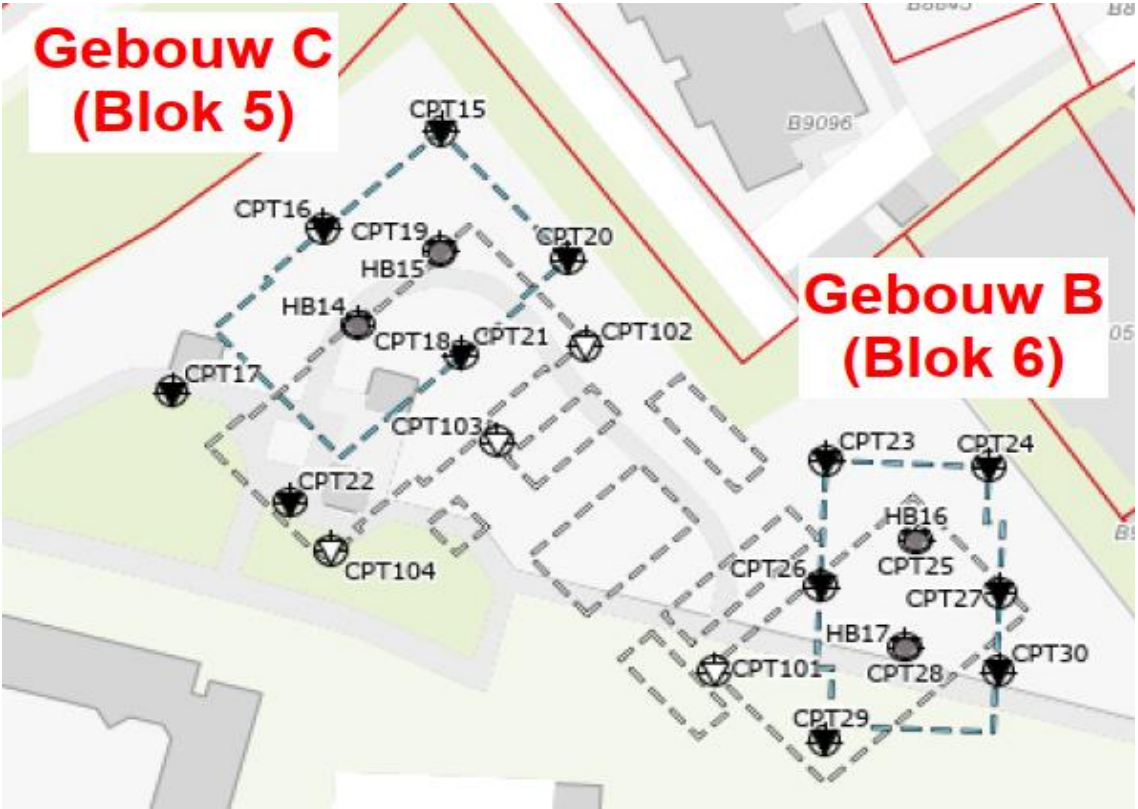 Gebouw C
(Blok 5)
B9096
CPT15
CPT16
CPT19
HB15
CPT20
HB14
CPT18
CPT21
CPT102
CPT17
CPT103
CPT22
CPT104
Gebouw B
(Blok 6)
CPT23
CPT24
HB16
CPT25
CPT26
CPT27
HB17
CPT28
CPT30
CPT101
CPT29